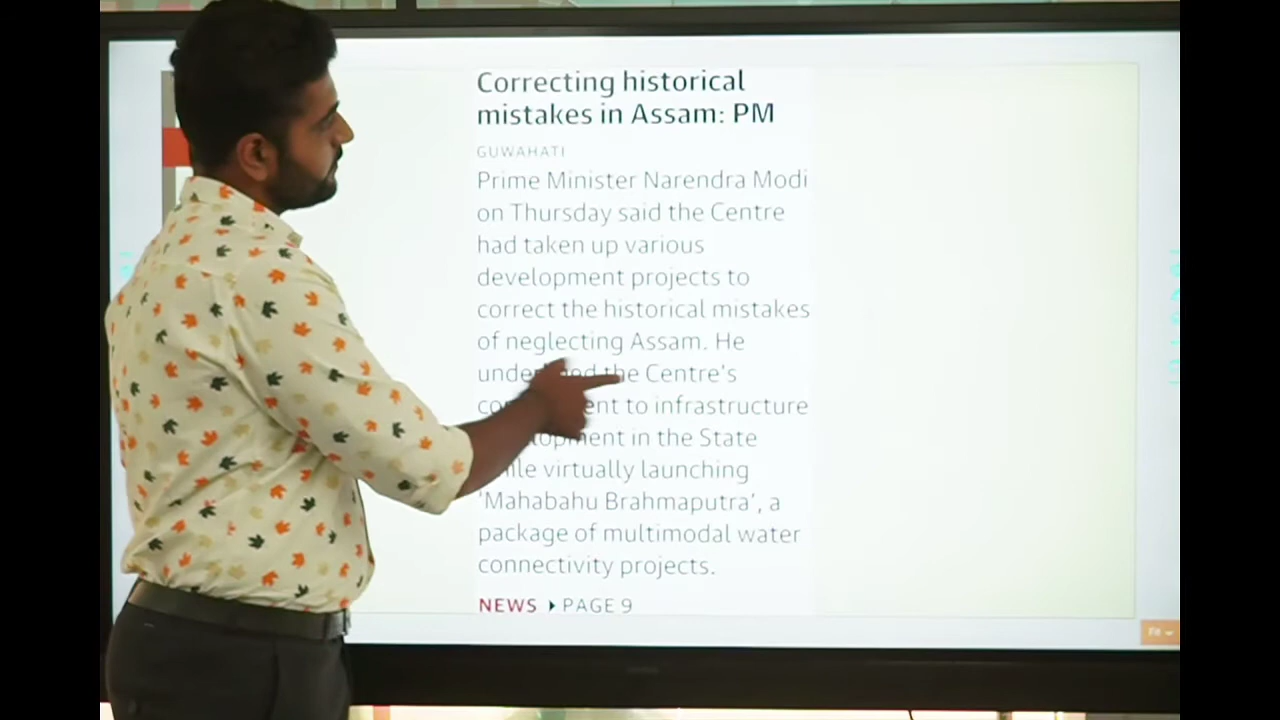 Correcting historical
mistakes in Assam: PM
GUWAHATI
Prime Minister Narendra Modi
on Thursday said the Centre
had taken up various
development projects to
correct the historical mistakes
of neglecting Assam. He
the Centre's
to infrastructure
in the State
virtually launching
'Mahabahu Brahmaputra', a
package of multimodal water
connectivity projects.
NEWS PAGE 9
Fit